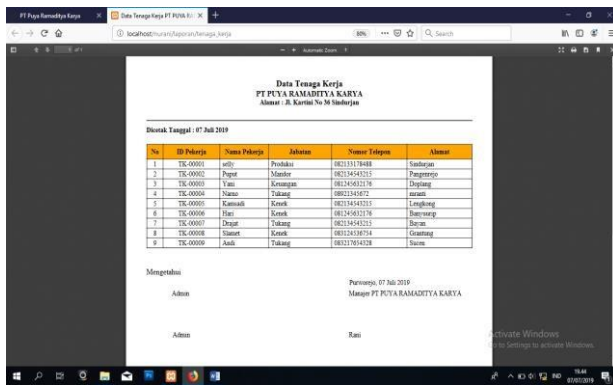 PT Puya Ramaditya Karya
Data Tenaga Kerja PT PUYA RA
localhost/nurani/laporan/tenaga_kerja
80%
Search
Automatic Zoom
Data Tenaga Kerja
PT PUYA RAMADITYA KARYA
Alamat : Jl. Kartini No 36 Sindurjan
Dicetak Tanggal : 07 Juli 2019
No ID Pekerja Nama Pekerja Jabatan Nomor Telepon Alamat
1 TK-00001 selly Produksi 082133178488 Sindurjan
2 TK-00002 Puput Mandor 082134543215 Pangenrejo
3 TK-00003 Yani Keuangan 081245632176 Doplang
4 TK-00004 Narno Tukang 08921345672 meranti
5 TK-00005 Kamsadi Kenek 082134543215 Lengkong
6 TK-00006 Hari Kenek 081245632176 Banyuurip
7 TK-00007 Drajat Tukang 082134543215 Bayan
8 TK-00008 Slamet Kenek 083124536754 Grantung
9 TK-00009 Andi Tukang 083217654328 Suren
Mengetahui
Purworejo, 07 Juli 2019
Admin Manajer PT PUYA RAMADITYA KARYA
Admin Rani
Activate Windows
Go to Settings to activate Windows.
IND
19.44
07/07/2019